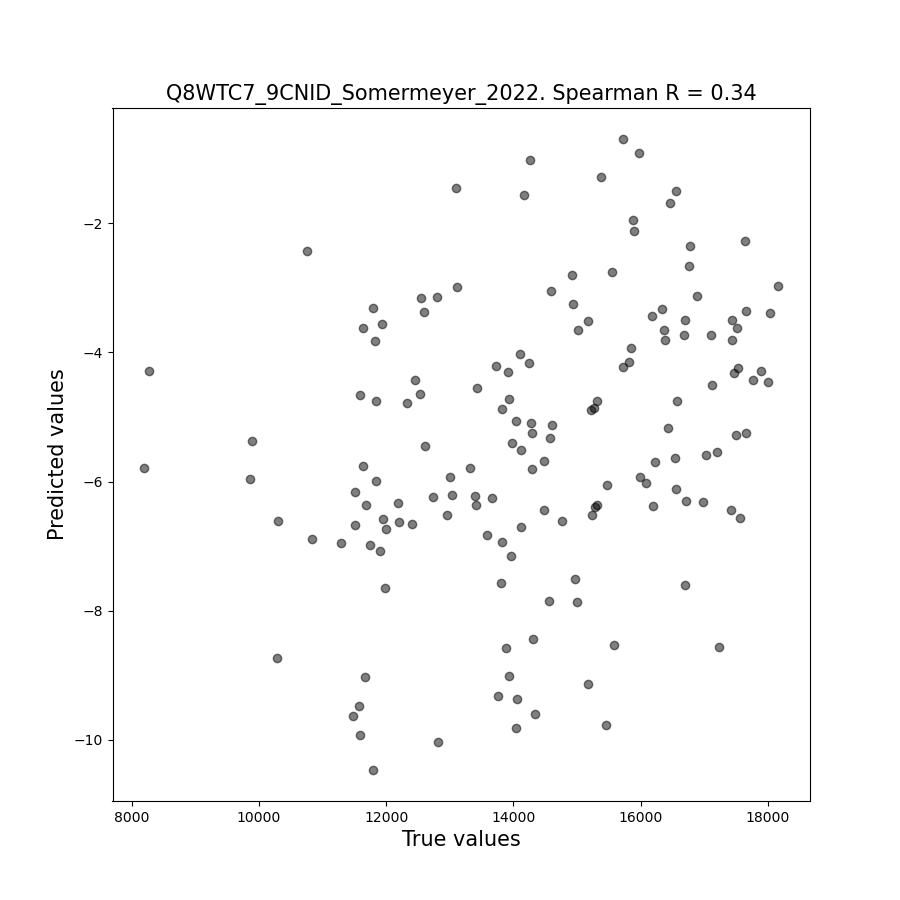 Q8WTC7_9CNID_Somermeyer_2022. Spearman R = 0.34
Predicted values
−2
−4
−6
−8
−10
8000 10000 12000 14000 16000 18000
True values